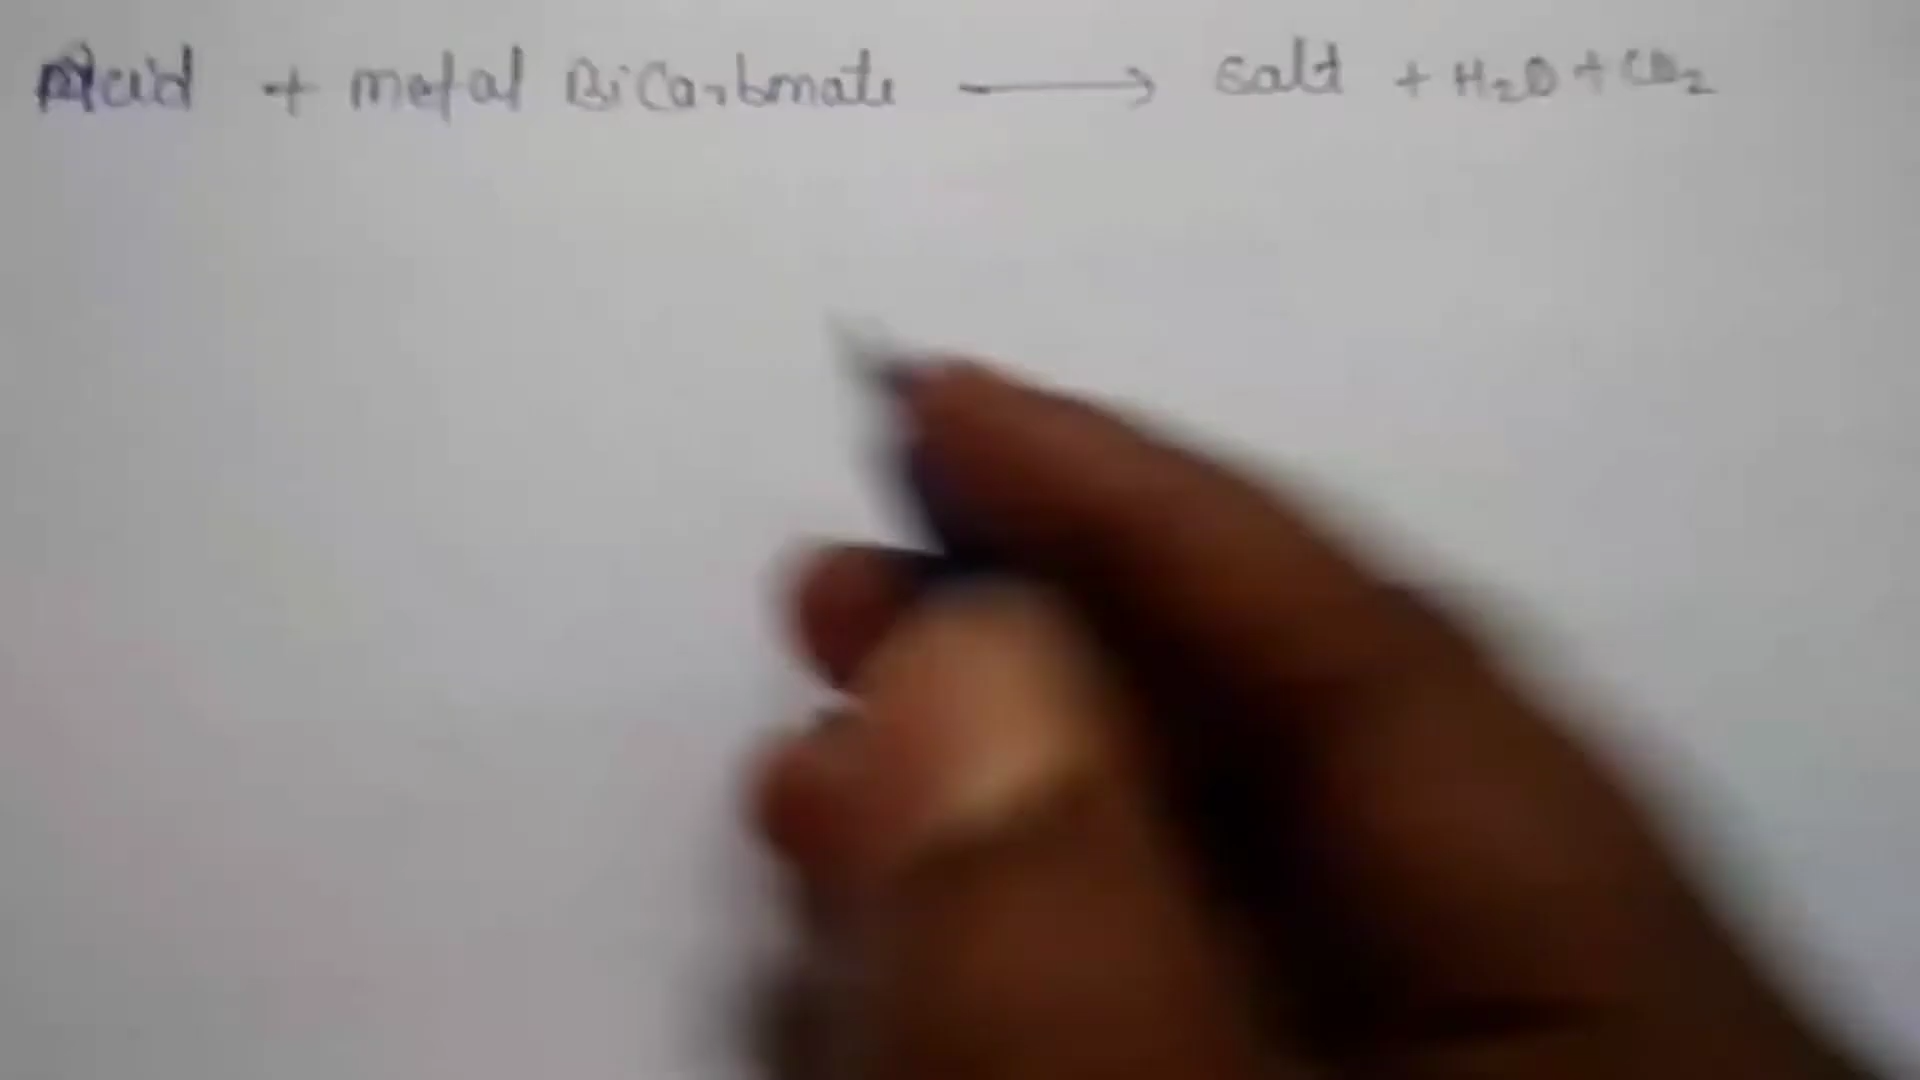 Acid + metal BiCarbonate ⟶ Salt + H₂O + CO₂